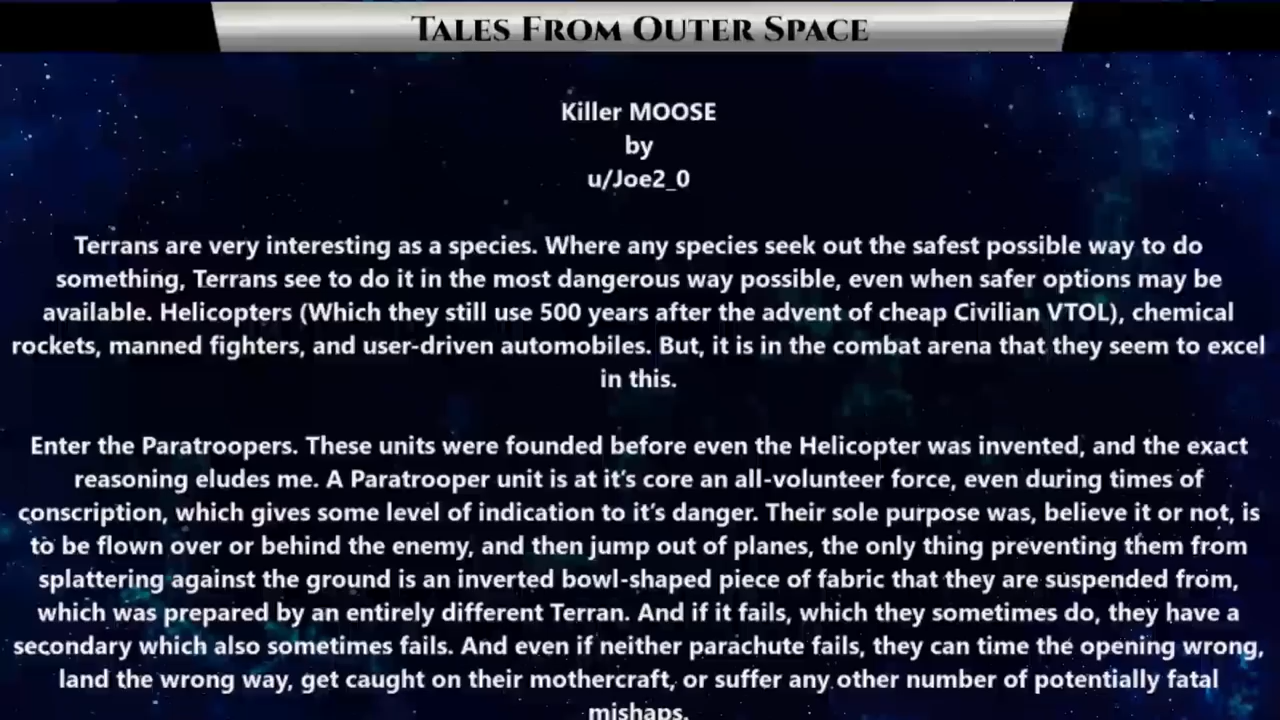 TALES FROM OUTER SPACE
Killer MOOSE
by
u/Joe2_0
Terrans are very interesting as a species. Where any species seek out the safest possible way to do
something, Terrans see to do it in the most dangerous way possible, even when safer options may be
available. Helicopters (Which they still use 500 years after the advent of cheap Civilian VTOL), chemical
rockets, manned fighters, and user-driven automobiles. But, it is in the combat arena that they seem to excel
in this.
Enter the Paratroopers. These units were founded before even the Helicopter was invented, and the exact
reasoning eludes me. A Paratrooper unit is at it’s core an all-volunteer force, even during times of
conscription, which gives some level of indication to it’s danger. Their sole purpose was, believe it or not, is
to be flown over or behind the enemy, and then jump out of planes, the only thing preventing them from
splattering against the ground is an inverted bowl-shaped piece of fabric that they are suspended from,
which was prepared by an entirely different Terran. And if it fails, which they sometimes do, they have a
secondary which also sometimes fails. And even if neither parachute fails, they can time the opening wrong,
land the wrong way, get caught on their mothercraft, or suffer any other number of potentially fatal
mishaps.